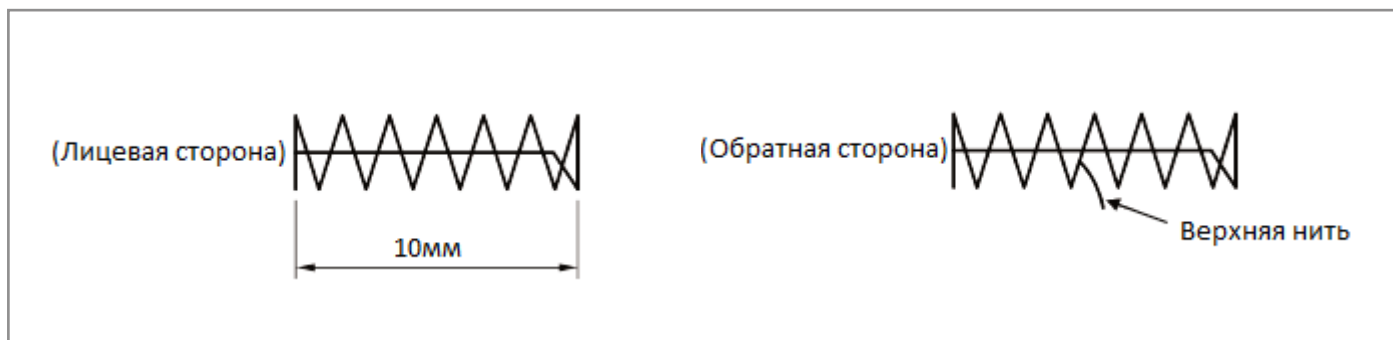 (Лицевая сторона)
10мм
(Обратная сторона)
Верхняя нить